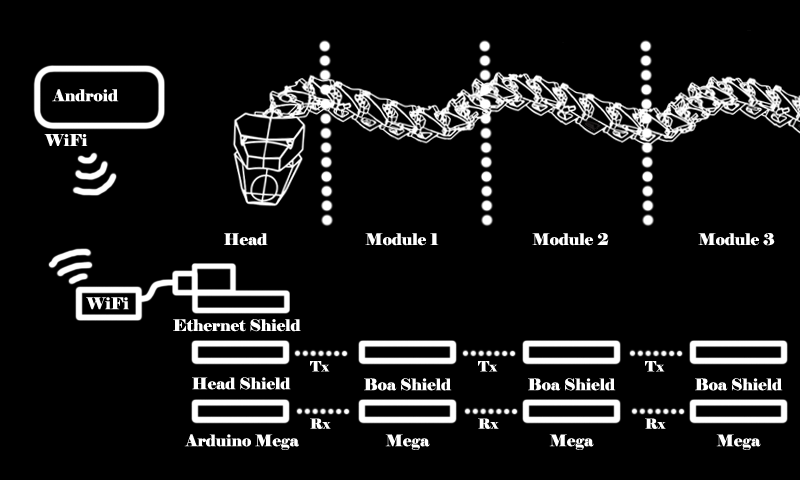 Android
WiFi
Head
Module 1
Module 2
Module 3
WiFi
Ethernet Shield
Tx
Tx
Tx
Head Shield
Boa Shield
Boa Shield
Boa Shield
Rx
Rx
Rx
Arduino Mega
Mega
Mega
Mega